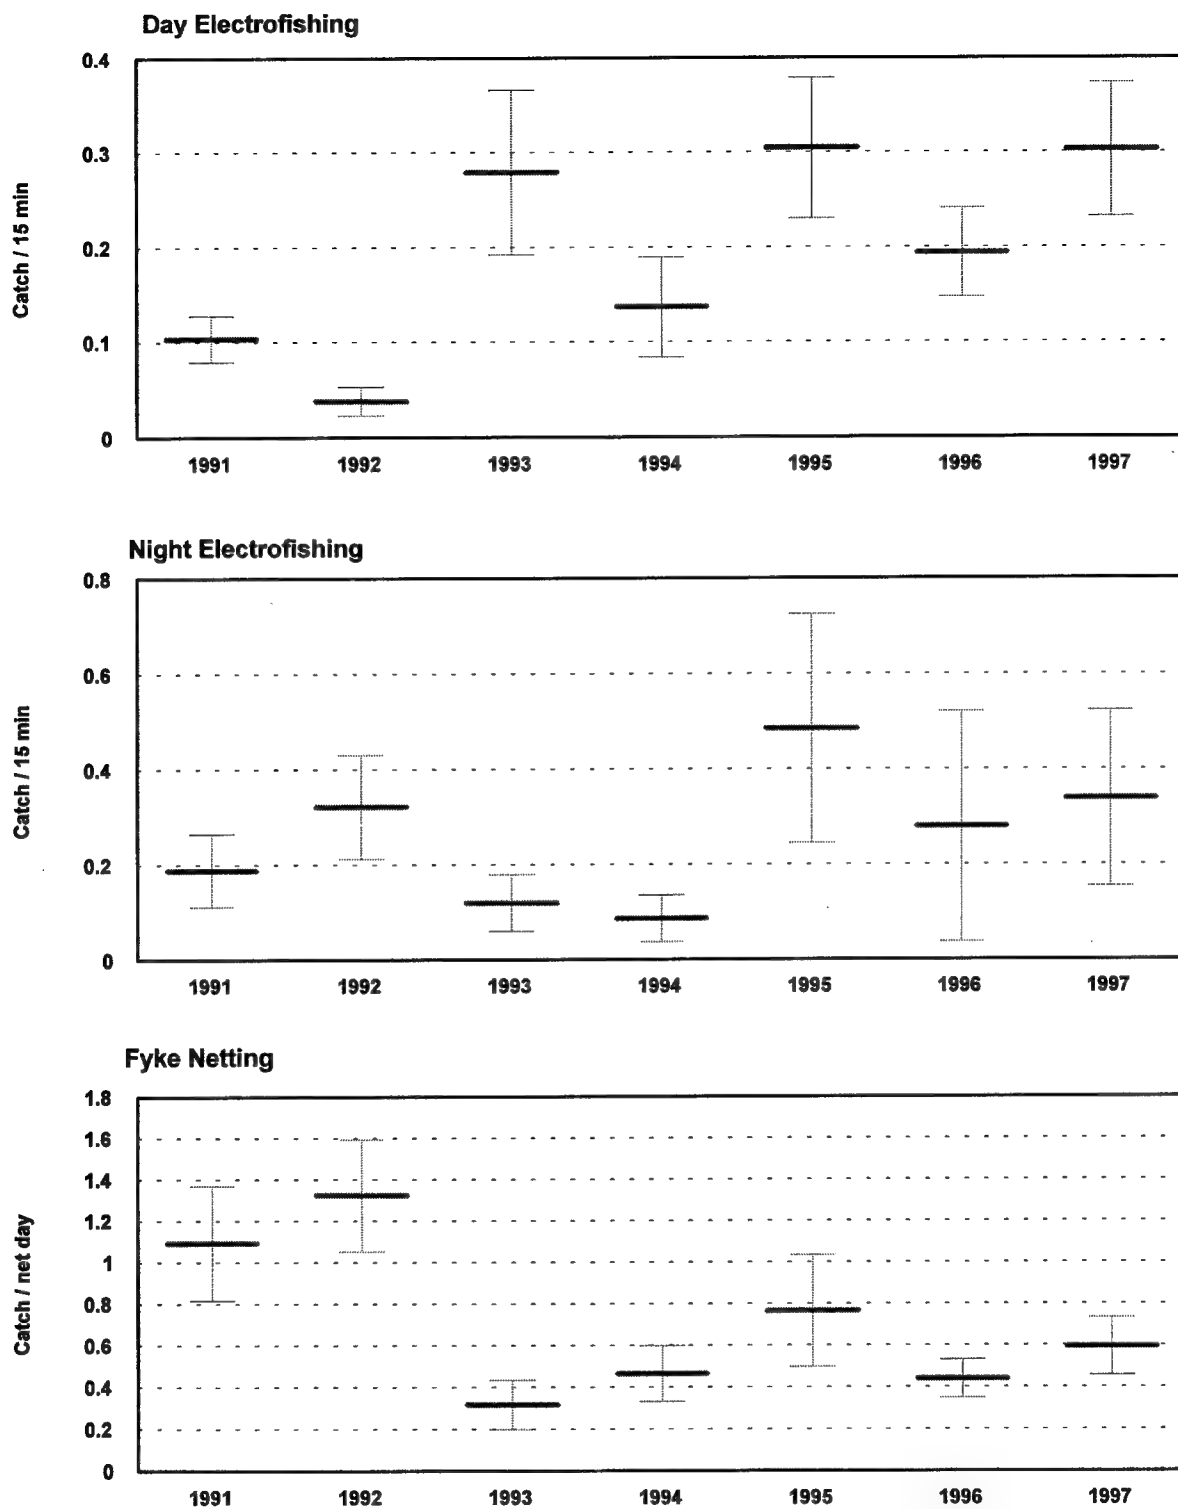 Day Electrofishing
0.4
0.3
0.2
0.1
0
Catch / 15 min
1991 1992 1993 1994 1995 1996 1997
Night Electrofishing
0.8
0.6
0.4
0.2
0
Catch / 15 min
1991 1992 1993 1994 1995 1996 1997
Fyke Netting
1.8
1.6
1.4
1.2
1
0.8
0.6
0.4
0.2
0
Catch / net day
1991 1992 1993 1994 1995 1996 1997